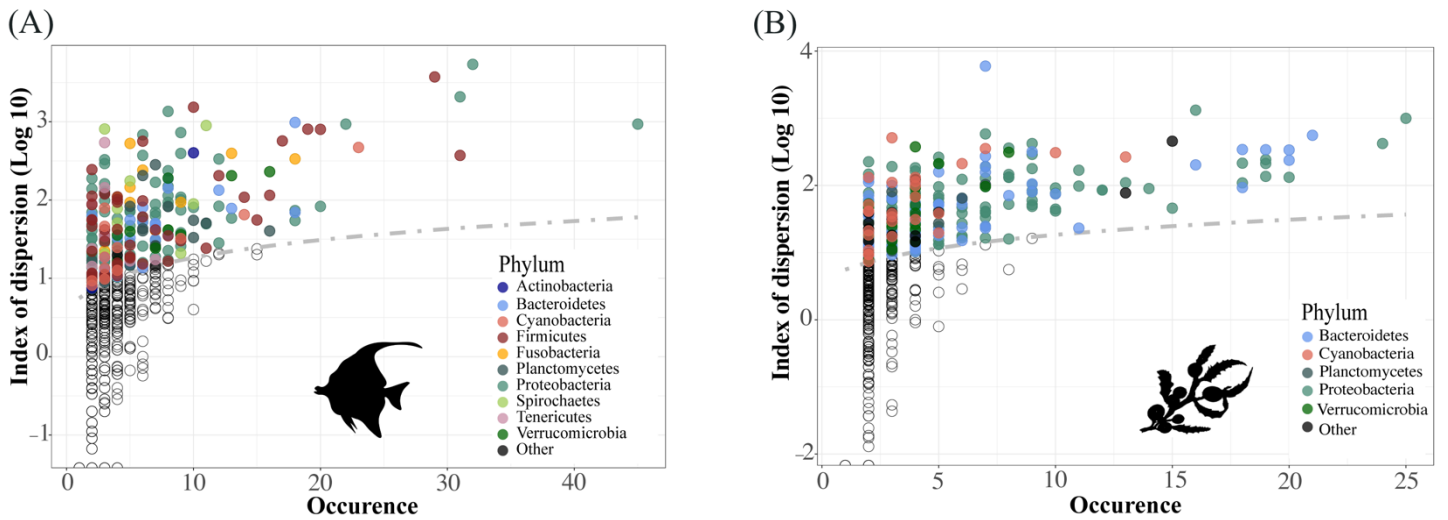 (A)
Index of dispersion (Log 10)
3
2
1
0
−1
0 10 20 30 40
Occurence
Phylum
Actinobacteria
Bacteroidetes
Cyanobacteria
Firmicutes
Fusobacteria
Planctomycetes
Proteobacteria
Spirochaetes
Tenericutes
Verrucomicrobia
Other
(B)
Index of dispersion (Log 10)
4
2
0
−2
0 5 10 15 20 25
Occurence
Phylum
Bacteroidetes
Cyanobacteria
Planctomycetes
Proteobacteria
Verrucomicrobia
Other